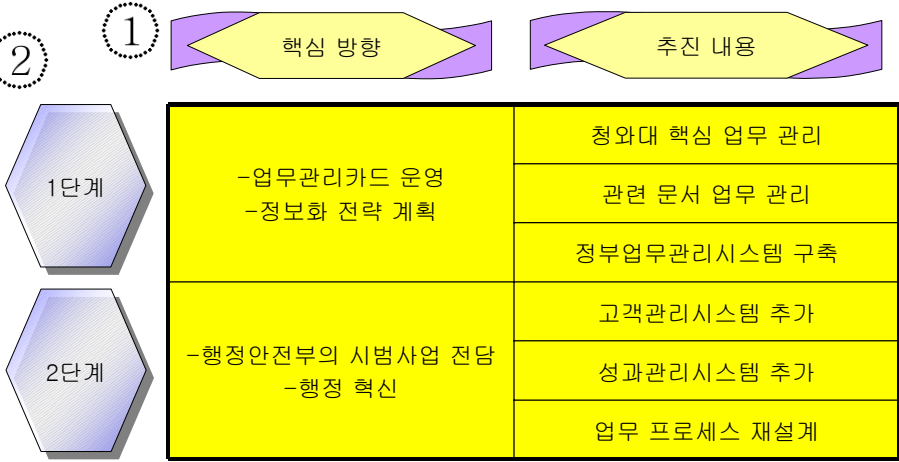 ①
핵심 방향
추진 내용
②
1단계
-업무관리카드 운영
-정보화 전략 계획
청와대 핵심 업무 관리
관련 문서 업무 관리
정부업무관리시스템 구축
2단계
-행정안전부의 시범사업 전담
-행정 혁신
고객관리시스템 추가
성과관리시스템 추가
업무 프로세스 재설계